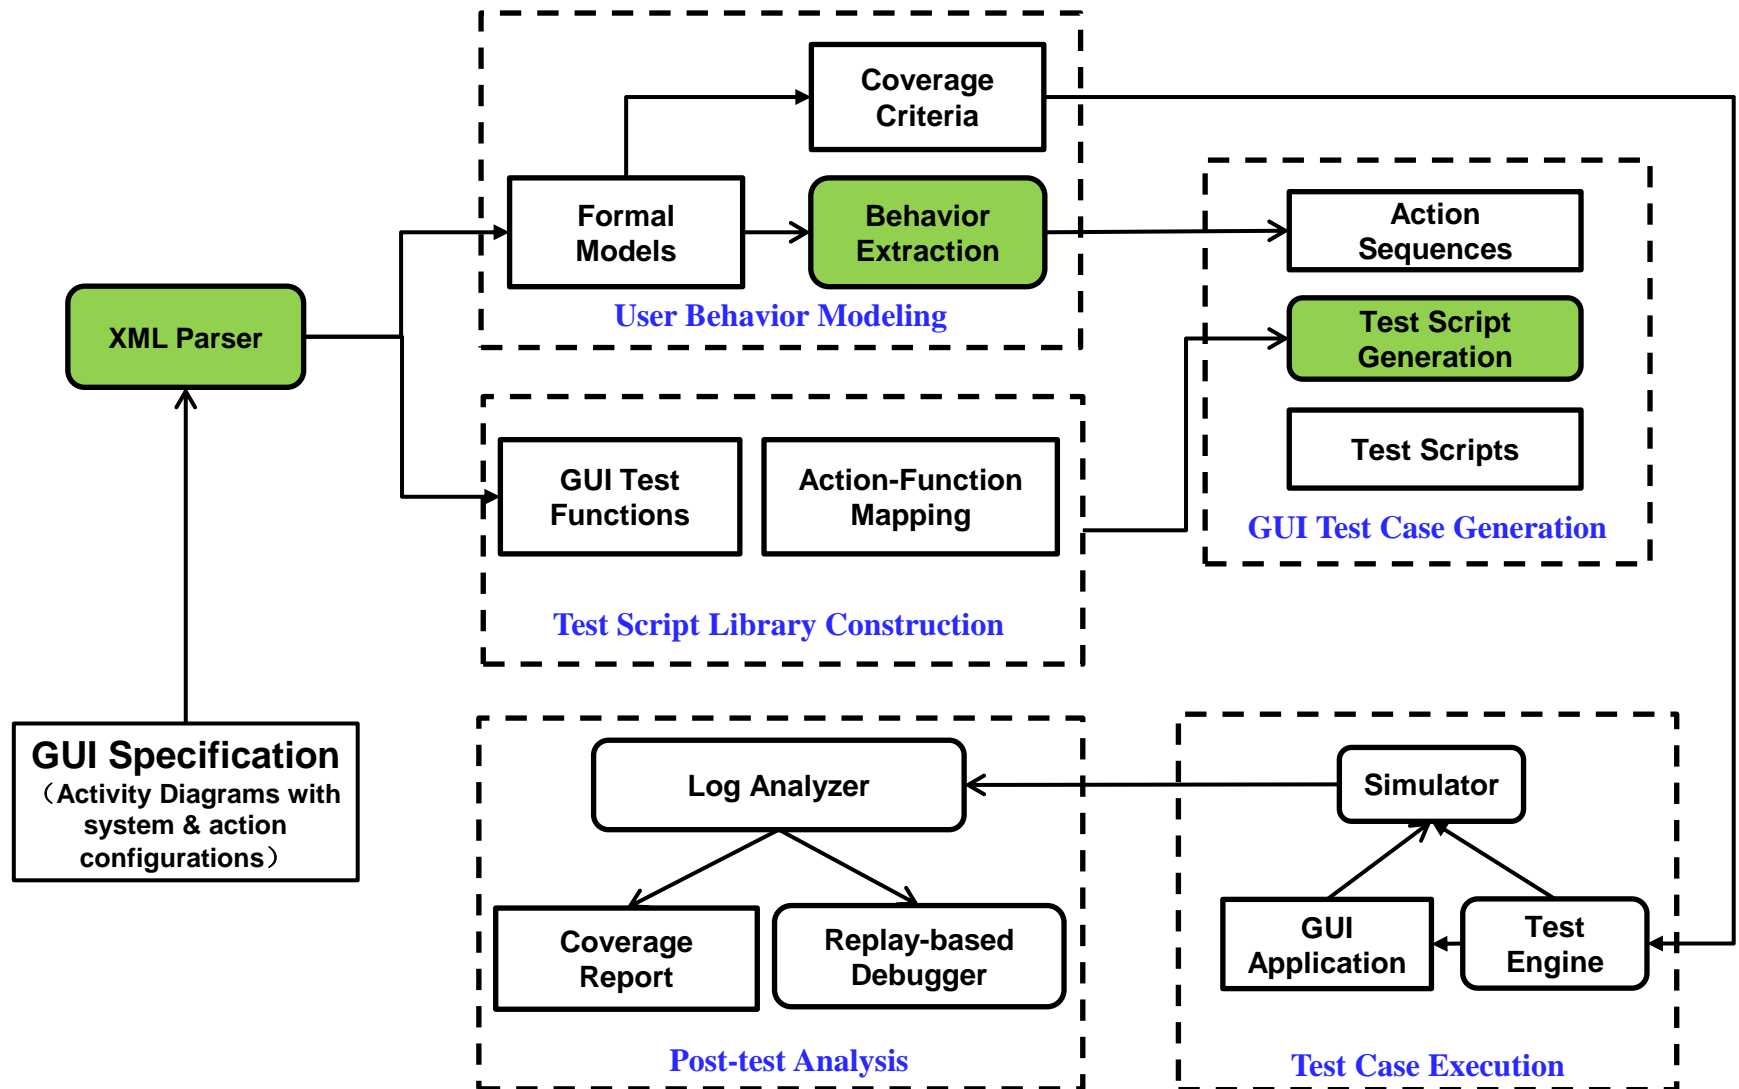 Coverage
Criteria
Formal
Models
Behavior
Extraction
User Behavior Modeling
Action
Sequences
Test Script
Generation
Test Scripts
GUI Test Case Generation
XML Parser
GUI Test
Functions
Action-Function
Mapping
Test Script Library Construction
GUI Specification
（Activity Diagrams with
system & action
configurations）
Log Analyzer
Coverage
Report
Replay-based
Debugger
Post-test Analysis
Simulator
GUI
Application
Test
Engine
Test Case Execution